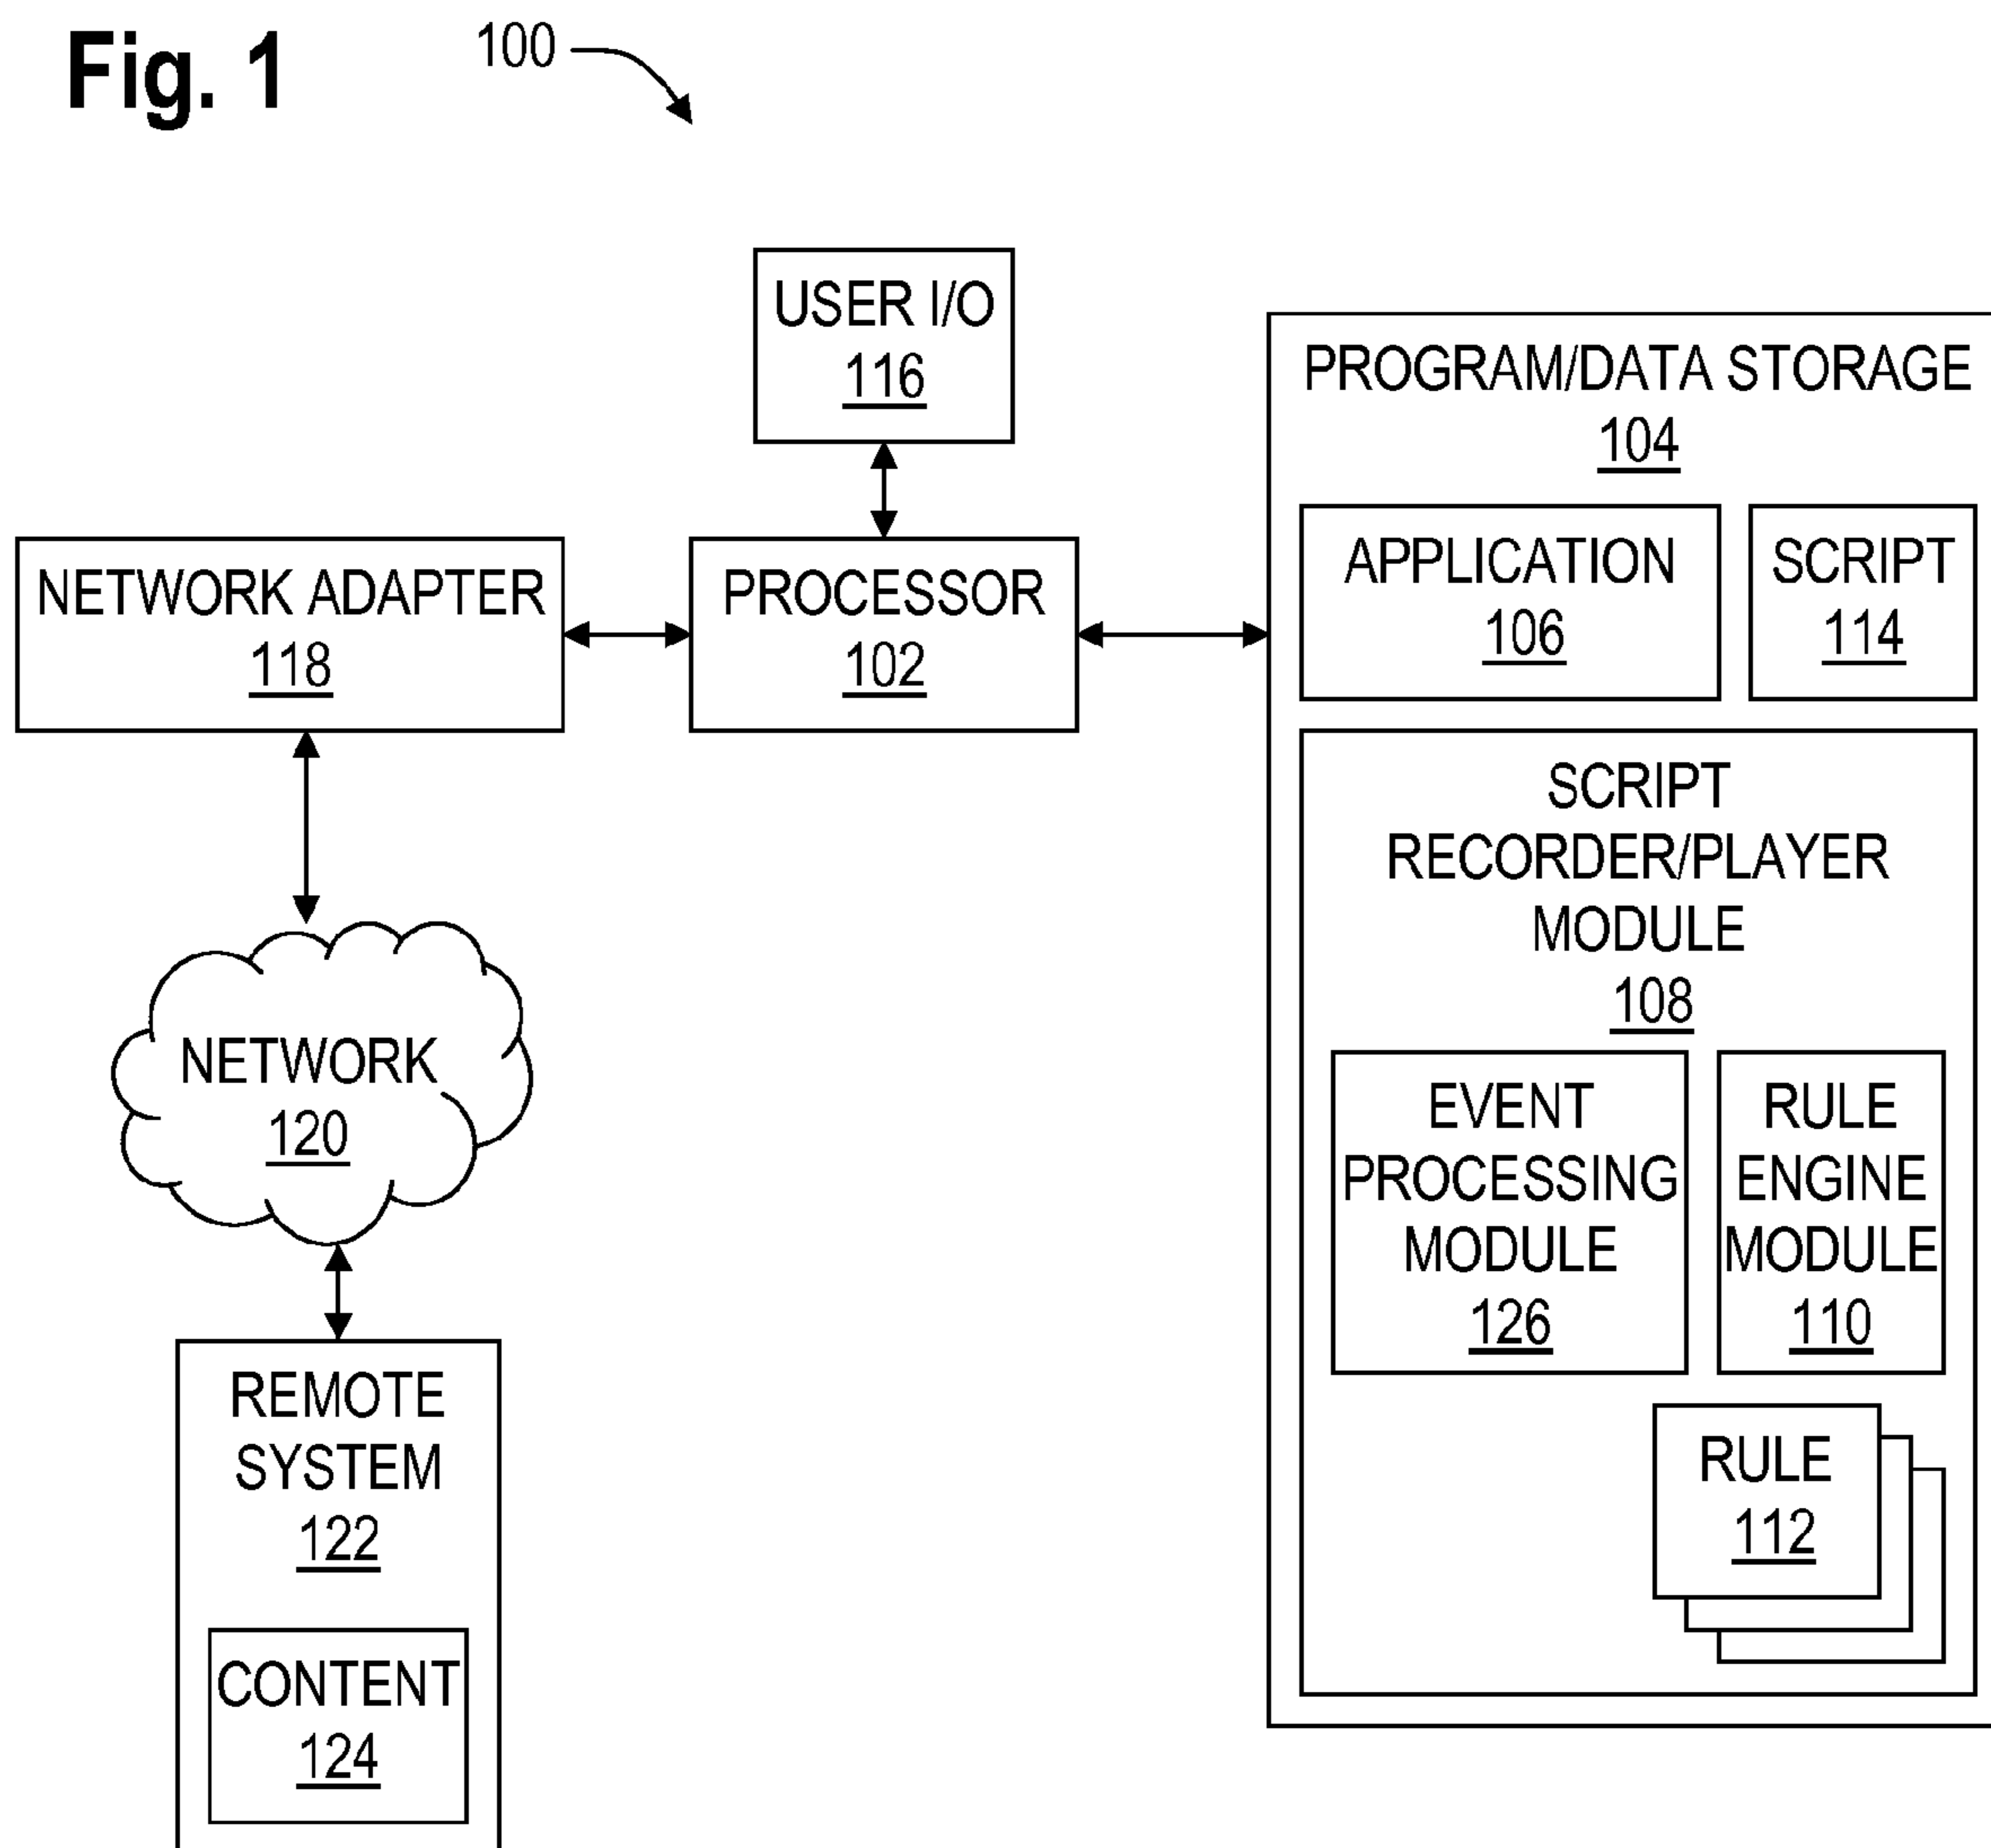 Fig. 1
100
USER I/O
116
PROGRAM/DATA STORAGE
104
NETWORK ADAPTER
118
PROCESSOR
102
APPLICATION
106
SCRIPT
114
SCRIPT
RECORDER/PLAYER
MODULE
108
NETWORK
120
EVENT
PROCESSING
MODULE
126
RULE
ENGINE
MODULE
110
REMOTE
SYSTEM
122
RULE
112
CONTENT
124